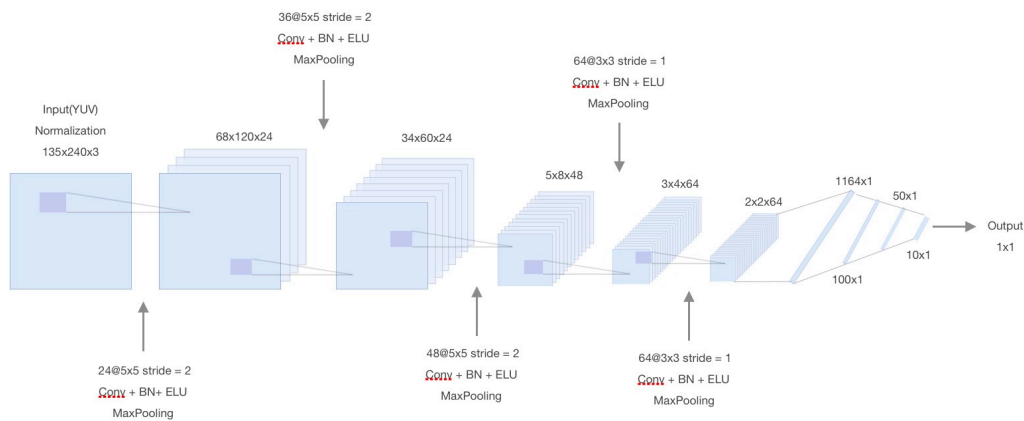 36@5x5 stride = 2
Conv + BN + ELU
MaxPooling
64@3x3 stride = 1
Conv + BN + ELU
MaxPooling
Input(YUV)
Normalization
135x240x3
68x120x24
34x60x24
5x8x48
3x4x64
2x2x64
1164x1
50x1
Output
1x1
10x1
100x1
24@5x5 stride = 2
Conv + BN+ ELU
MaxPooling
48@5x5 stride = 2
Conv + BN + ELU
MaxPooling
64@3x3 stride = 1
Conv + BN + ELU
MaxPooling